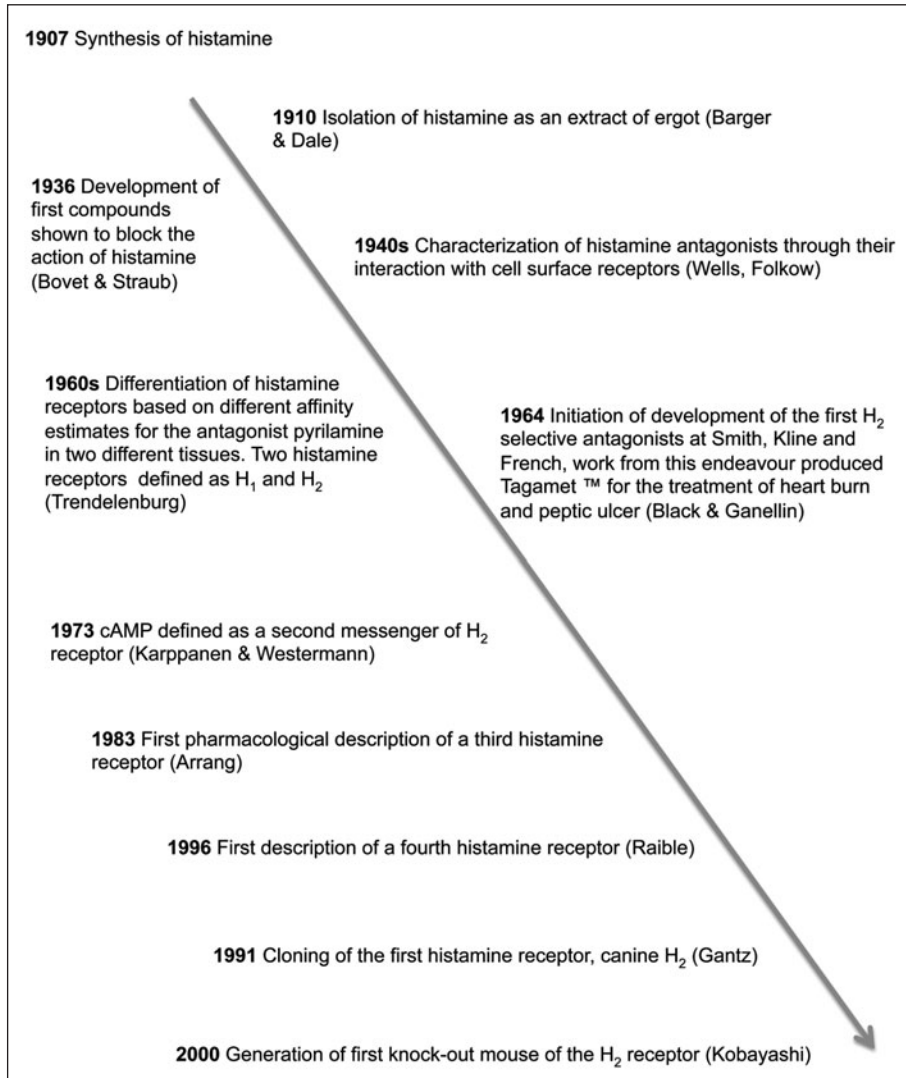 1907 Synthesis of histamine
1910 Isolation of histamine as an extract of ergot (Barger
& Dale)
1936 Development of
first compounds
shown to block the
action of histamine
(Bovet & Straub)
1940s Characterization of histamine antagonists through their
interaction with cell surface receptors (Wells, Folkow)
1960s Differentiation of histamine
receptors based on different affinity
estimates for the antagonist pyrilamine
in two different tissues. Two histamine
receptors defined as H₁ and H₂
(Trendelenburg)
1964 Initiation of development of the first H₂
selective antagonists at Smith, Kline and
French, work from this endeavour produced
Tagamet ™ for the treatment of heart burn
and peptic ulcer (Black & Ganellin)
1973 cAMP defined as a second messenger of H₂
receptor (Karppanen & Westermann)
1983 First pharmacological description of a third histamine
receptor (Arrang)
1996 First description of a fourth histamine receptor (Raible)
1991 Cloning of the first histamine receptor, canine H₂ (Gantz)
2000 Generation of first knock-out mouse of the H₂ receptor (Kobayashi)